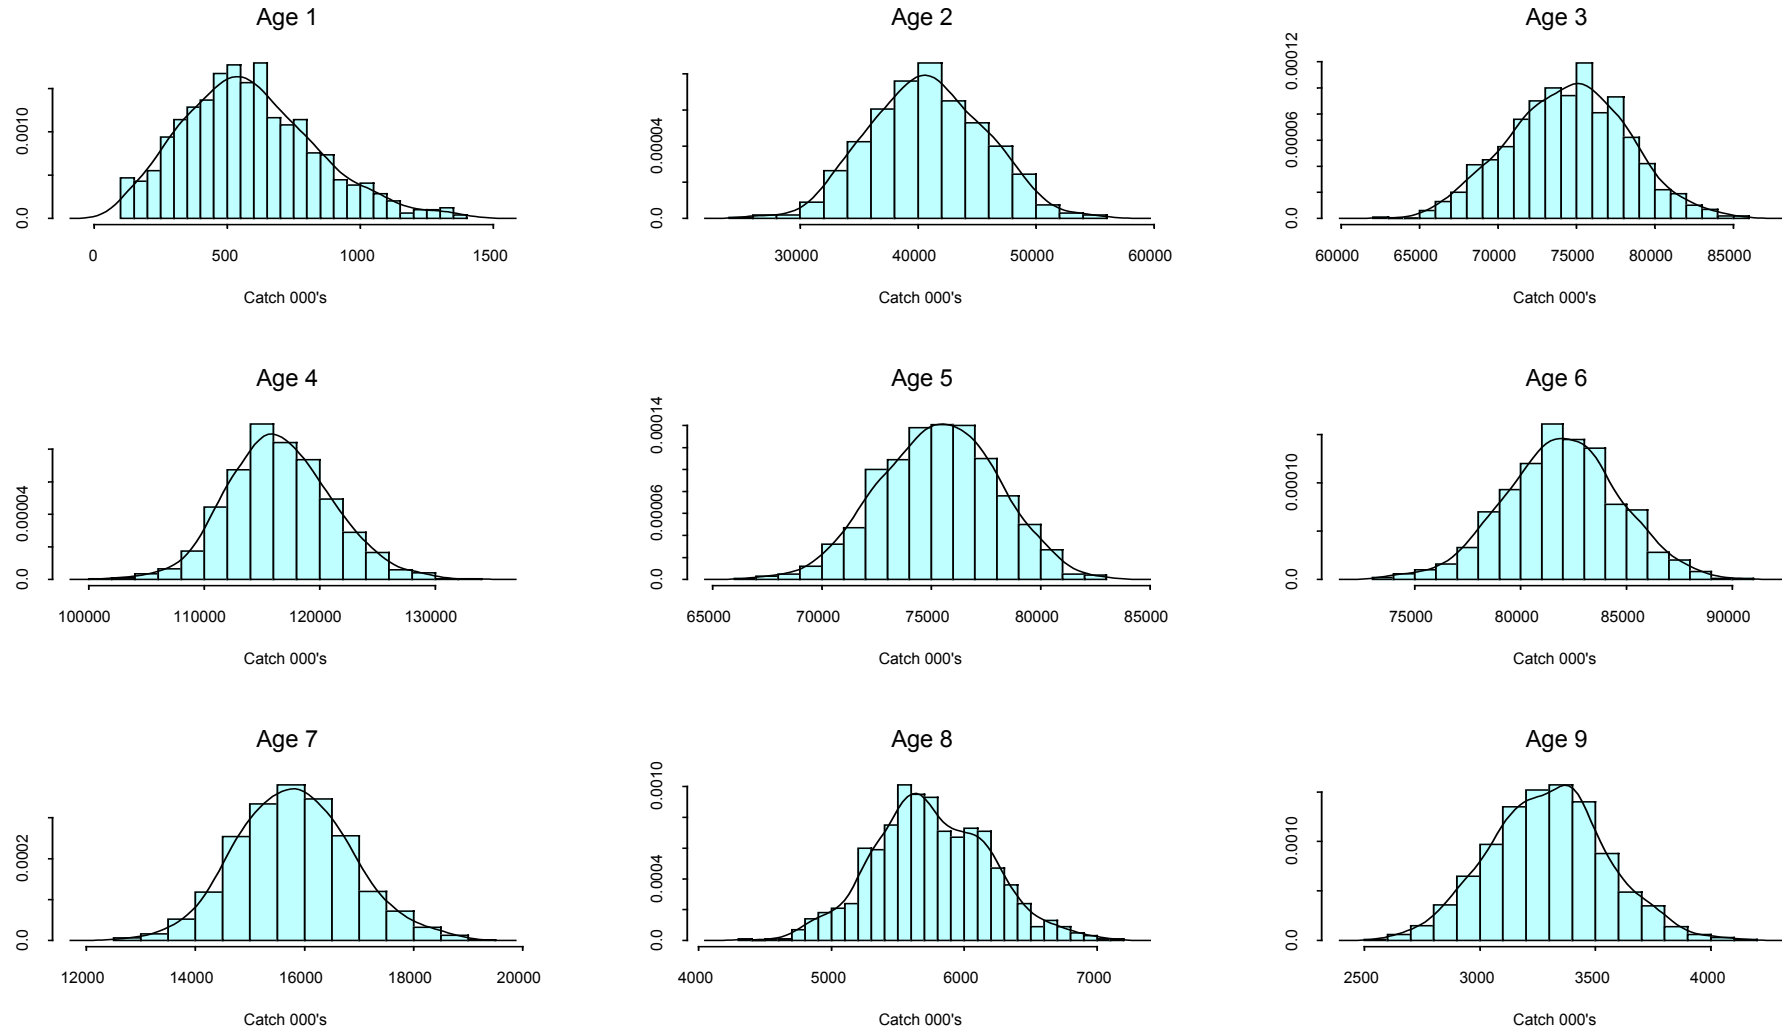 Age 1
0.0 0.0010
0 500 1000 1500
Catch 000's
Age 2
0.0 0.00004
30000 40000 50000 60000
Catch 000's
Age 3
0.0 0.00006 0.00012
60000 65000 70000 75000 80000 85000
Catch 000's
Age 4
0.0 0.00004
100000 110000 120000 130000
Catch 000's
Age 5
0.0 0.00006 0.00014
65000 70000 75000 80000 85000
Catch 000's
Age 6
0.0 0.00010
75000 80000 85000 90000
Catch 000's
Age 7
0.0 0.0002
12000 14000 16000 18000 20000
Catch 000's
Age 8
0.0 0.0004 0.0010
4000 5000 6000 7000
Catch 000's
Age 9
0.0 0.0010
2500 3000 3500 4000
Catch 000's